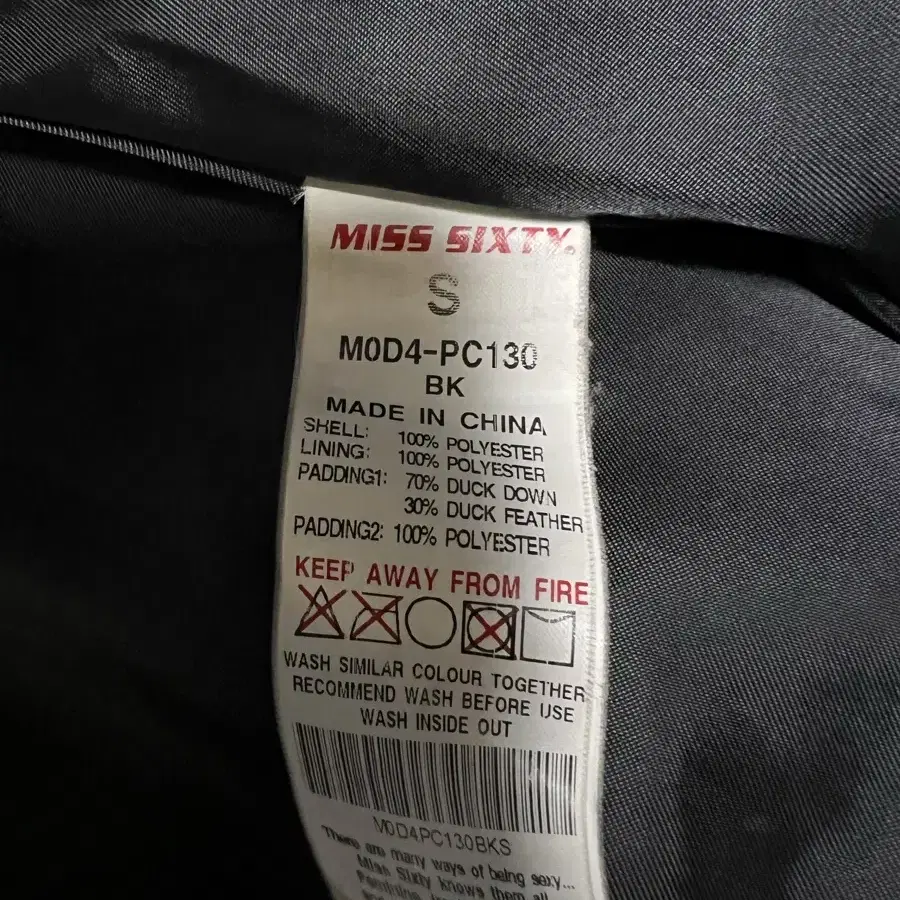 MISS SIXTY.
S
M0D4-PC130
BK
MADE IN CHINA
SHELL: 100% POLYESTER
LINING: 100% POLYESTER
PADDING1: 70% DUCK DOWN
30% DUCK FEATHER
PADDING2: 100% POLYESTER
KEEP AWAY FROM FIRE
WASH SIMILAR COLOUR TOGETHER
RECOMMEND WASH BEFORE USE
WASH INSIDE OUT
M0D4PC130BKS
There are many ways of being sexy...
Miss Sixty knows them all
Feminine,